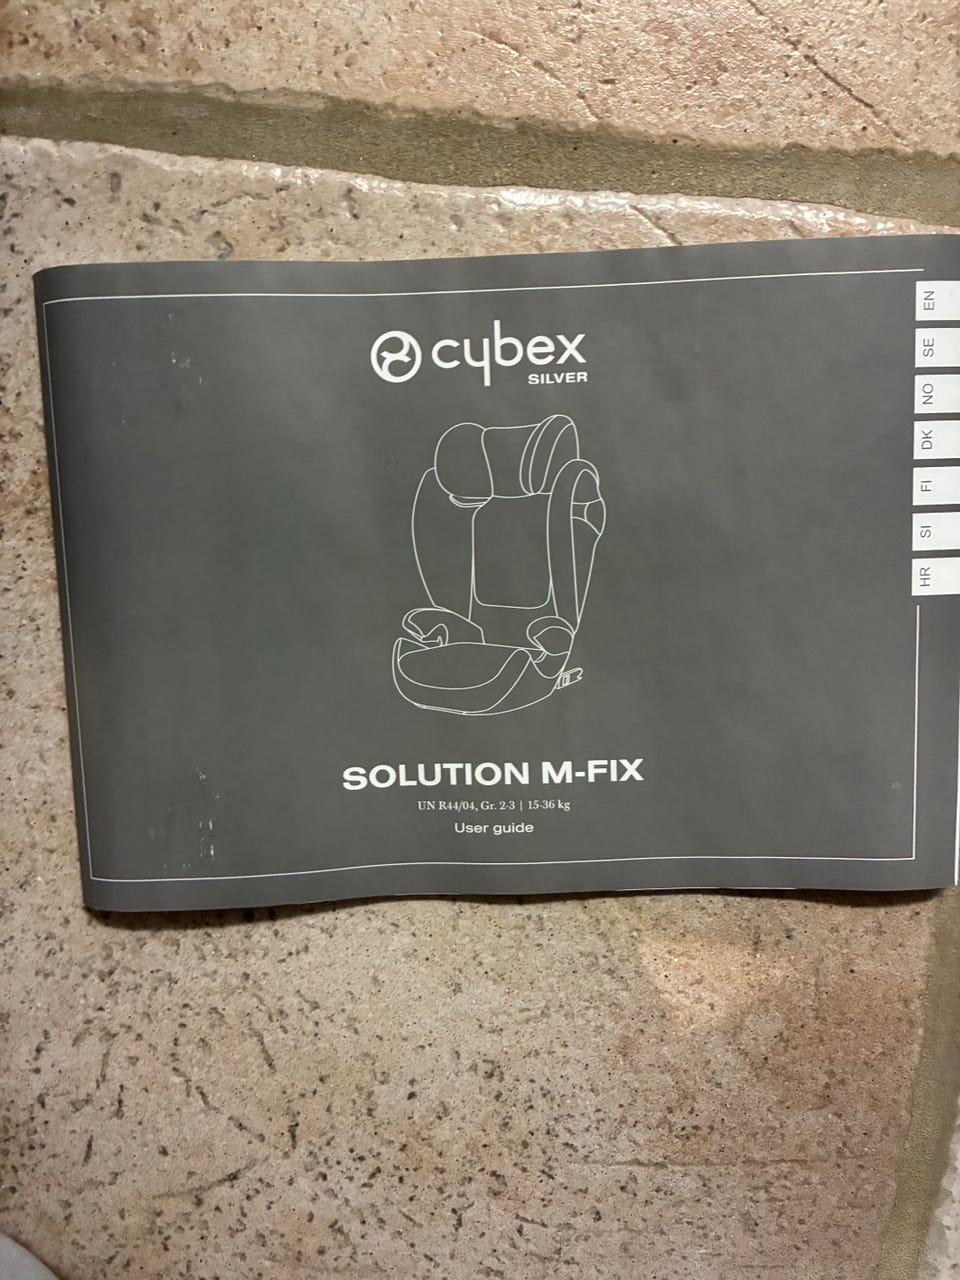 cybex
SILVER
EN
SE
NO
DK
FI
SI
HR
SOLUTION M-FIX
UN R44/04, Gr. 2-3 | 15-36 kg
User guide